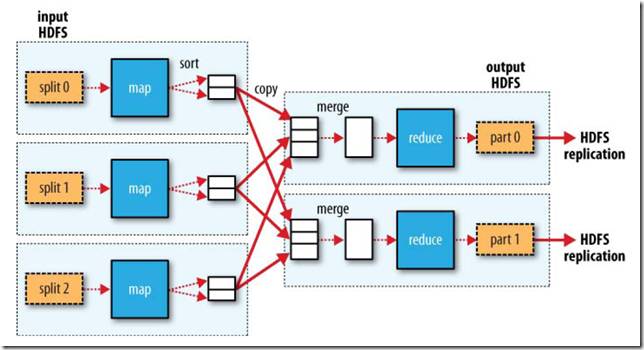 input
HDFS
split 0
map
sort
copy
split 1
map
split 2
map
output
HDFS
merge
reduce
part 0
HDFS
replication
merge
reduce
part 1
HDFS
replication